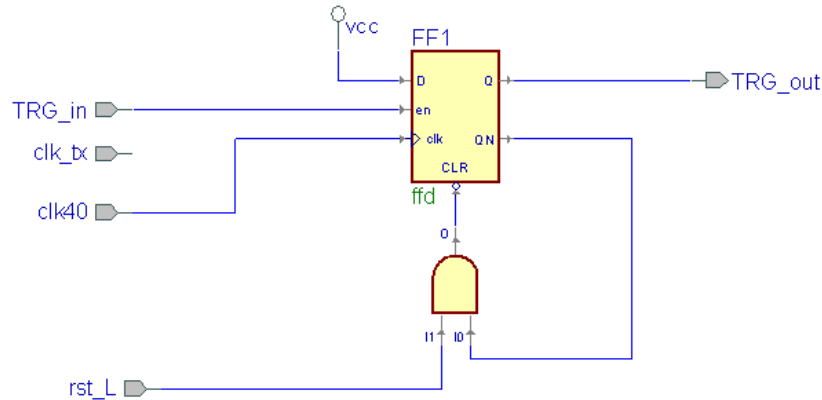 vcc
FF1
D
Q
TRG_out
TRG_in
en
clk_tx
clk
QN
CLR
ffd
clk40
O
I1
I0
rst_L